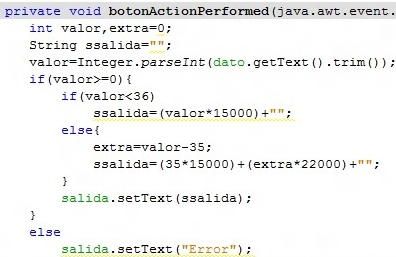 private void botonActionPerformed(java.awt.event.
int valor,extra=0;
String ssalida="";
valor=Integer.parseInt(dato.getText().trim());
if(valor>=0){
if(valor<36)
ssalida=(valor*15000)+"";
else{
extra=valor-35;
ssalida=(35*15000)+(extra*22000)+"";
}
salida.setText(ssalida);
}
else
salida.setText("Error");